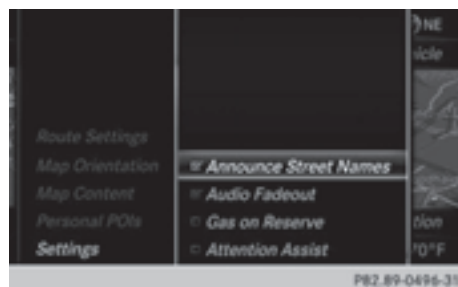 NE
icle
Route Settings
Map Orientation
Announce Street Names
Map Content
Audio Fadeout
Personal POIs
Gas on Reserve
tion
Settings
Attention Assist
70°F
P82.89-0496-31